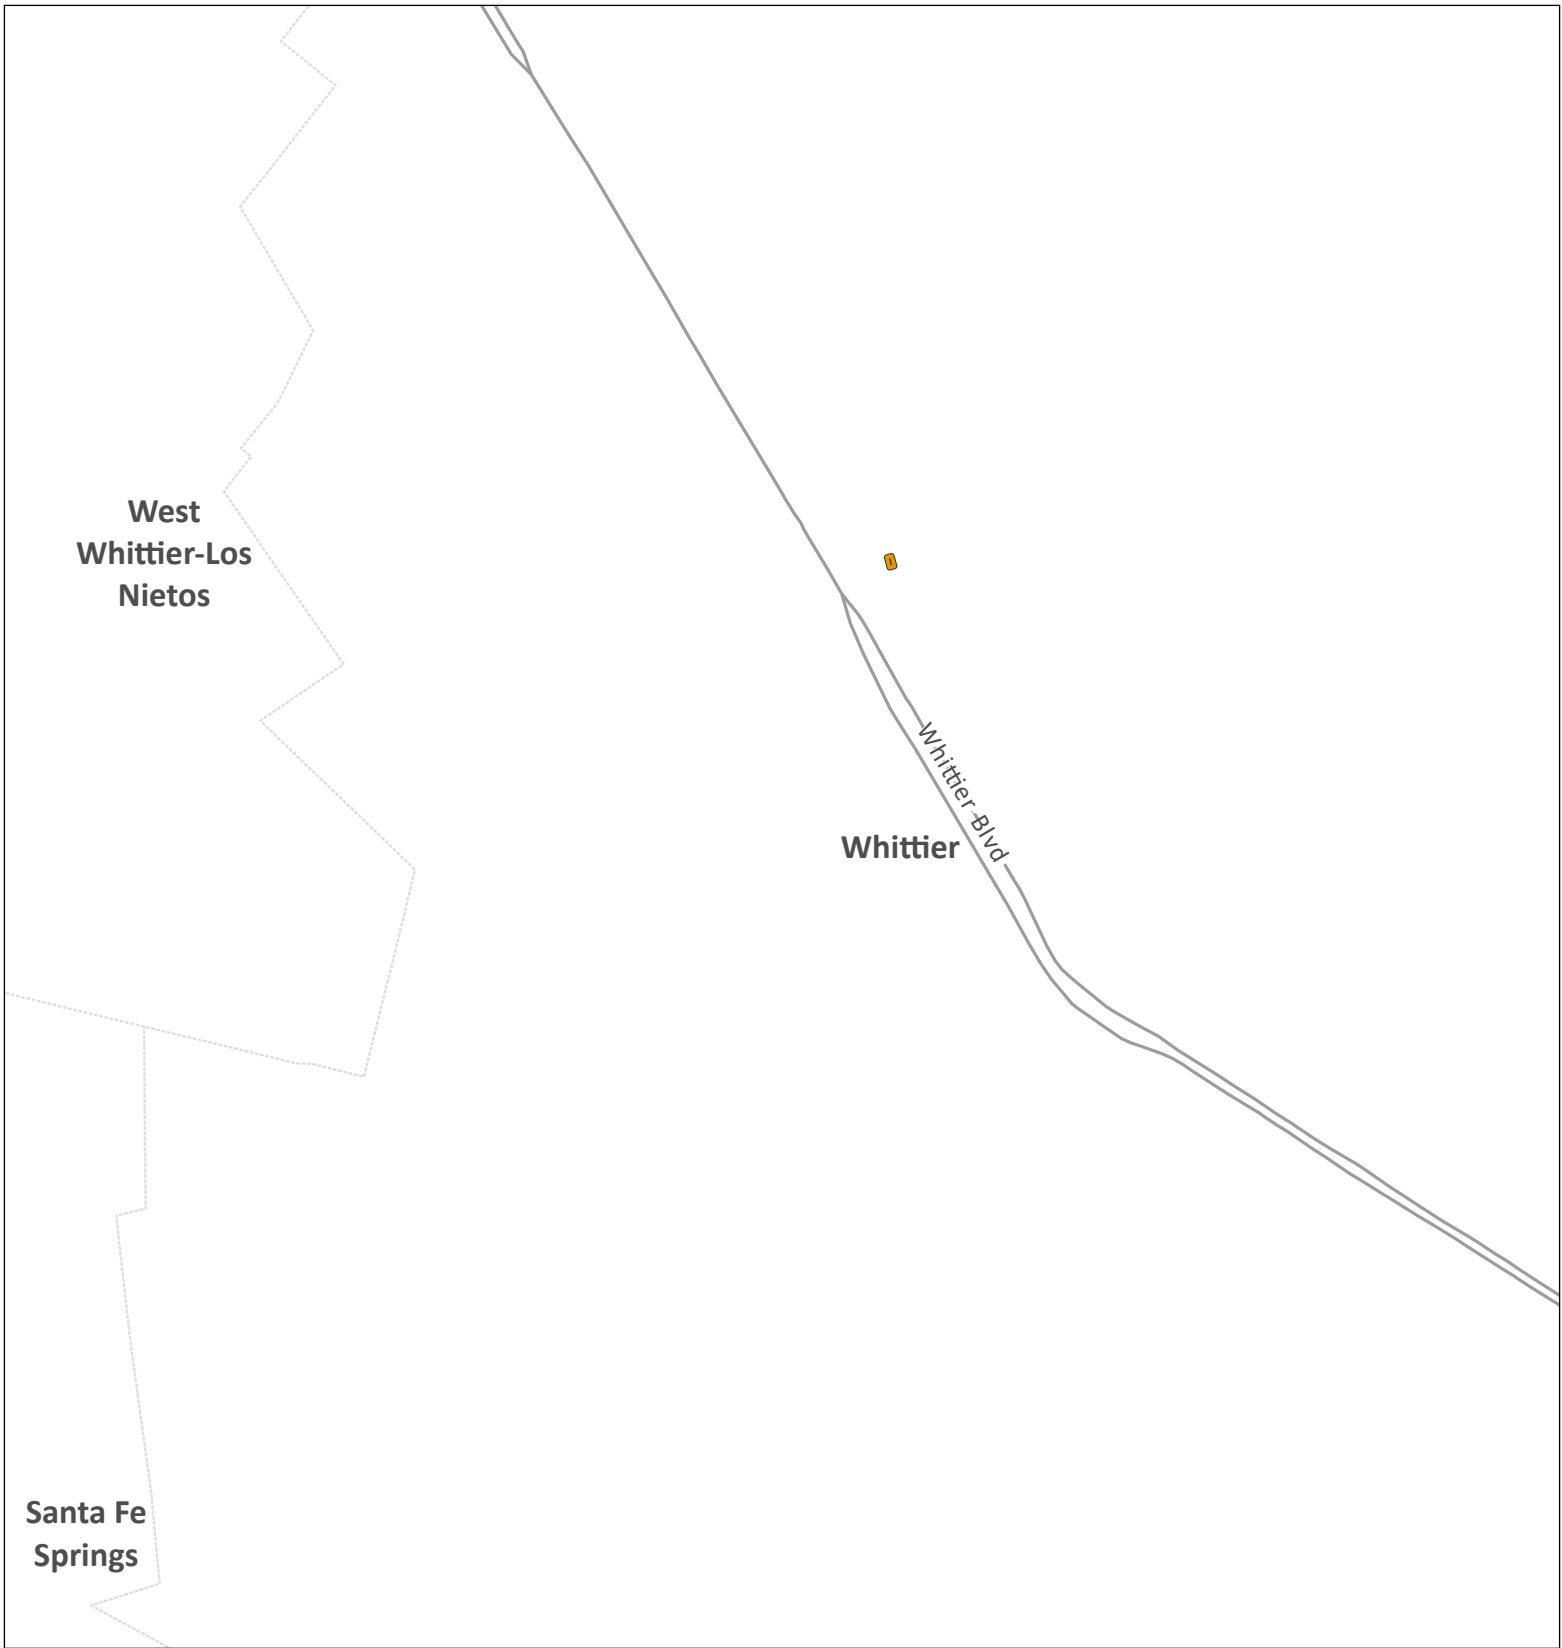 West
Whittier-Los
Nietos
Whittier Blvd
Whittier
Santa Fe
Springs